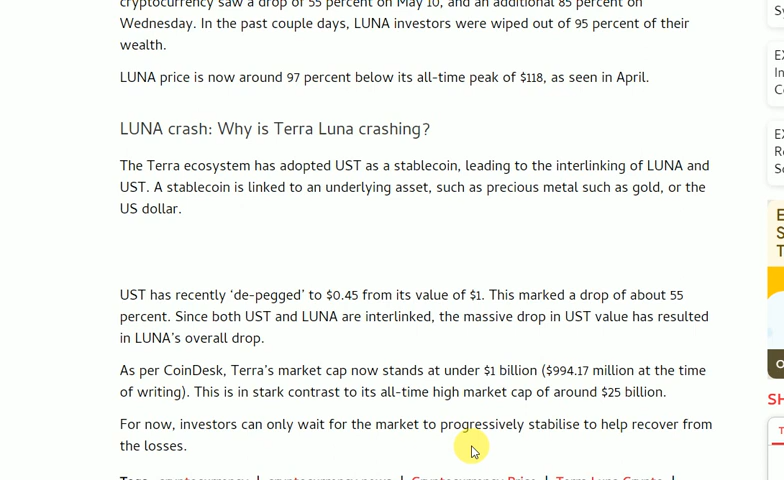 cryptocurrency saw a drop of 55 percent on May 10, and an additional 85 percent on
Wednesday. In the past couple days, LUNA investors were wiped out of 95 percent of their
wealth.
LUNA price is now around 97 percent below its all-time peak of $118, as seen in April.
LUNA crash: Why is Terra Luna crashing?
The Terra ecosystem has adopted UST as a stablecoin, leading to the interlinking of LUNA and
UST. A stablecoin is linked to an underlying asset, such as precious metal such as gold, or the
US dollar.
UST has recently ‘de-pegged’ to $0.45 from its value of $1. This marked a drop of about 55
percent. Since both UST and LUNA are interlinked, the massive drop in UST value has resulted
in LUNA’s overall drop.
As per CoinDesk, Terra’s market cap now stands at under $1 billion ($994.17 million at the time
of writing). This is in stark contrast to its all-time high market cap of around $25 billion.
For now, investors can only wait for the market to progressively stabilise to help recover from
the losses.
Tags cryptocurrency | cryptocurrency news | Cryptocurrency Price | Terra Luna Crypto |